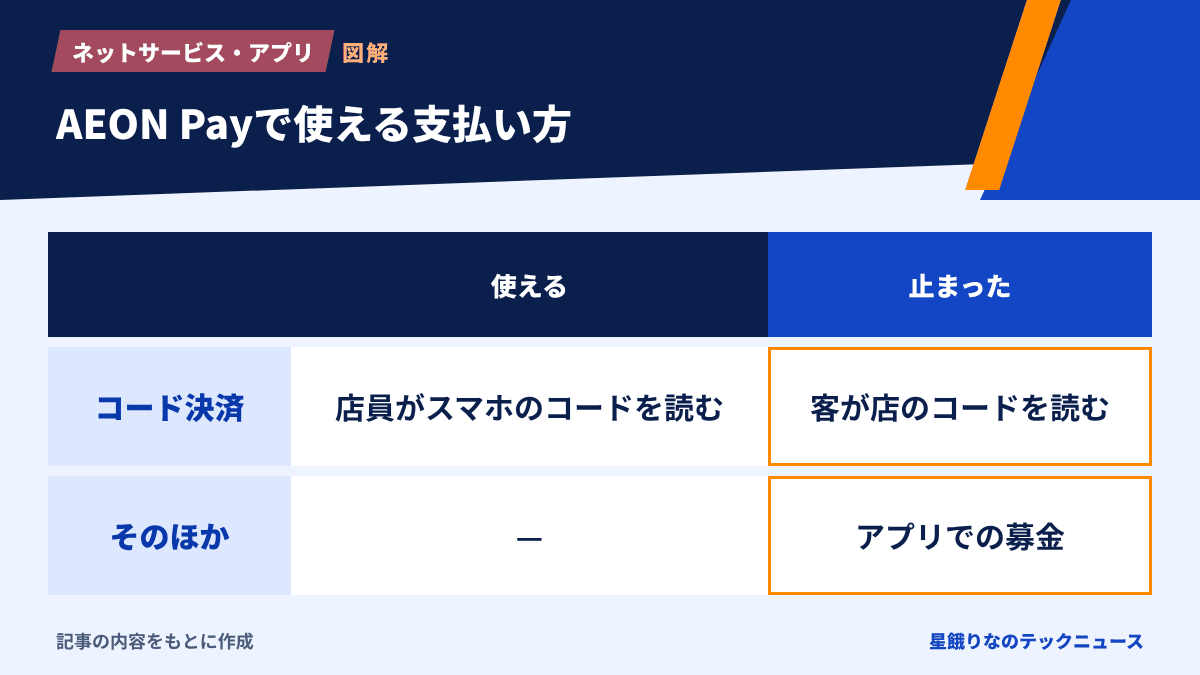 ネットサービス・アプリ 図解
AEON Payで使える支払い方
使える 止まった
コード決済 店員がスマホのコードを読む 客が店のコードを読む
そのほか — アプリでの募金
記事の内容をもとに作成 星餓りなのテックニュース